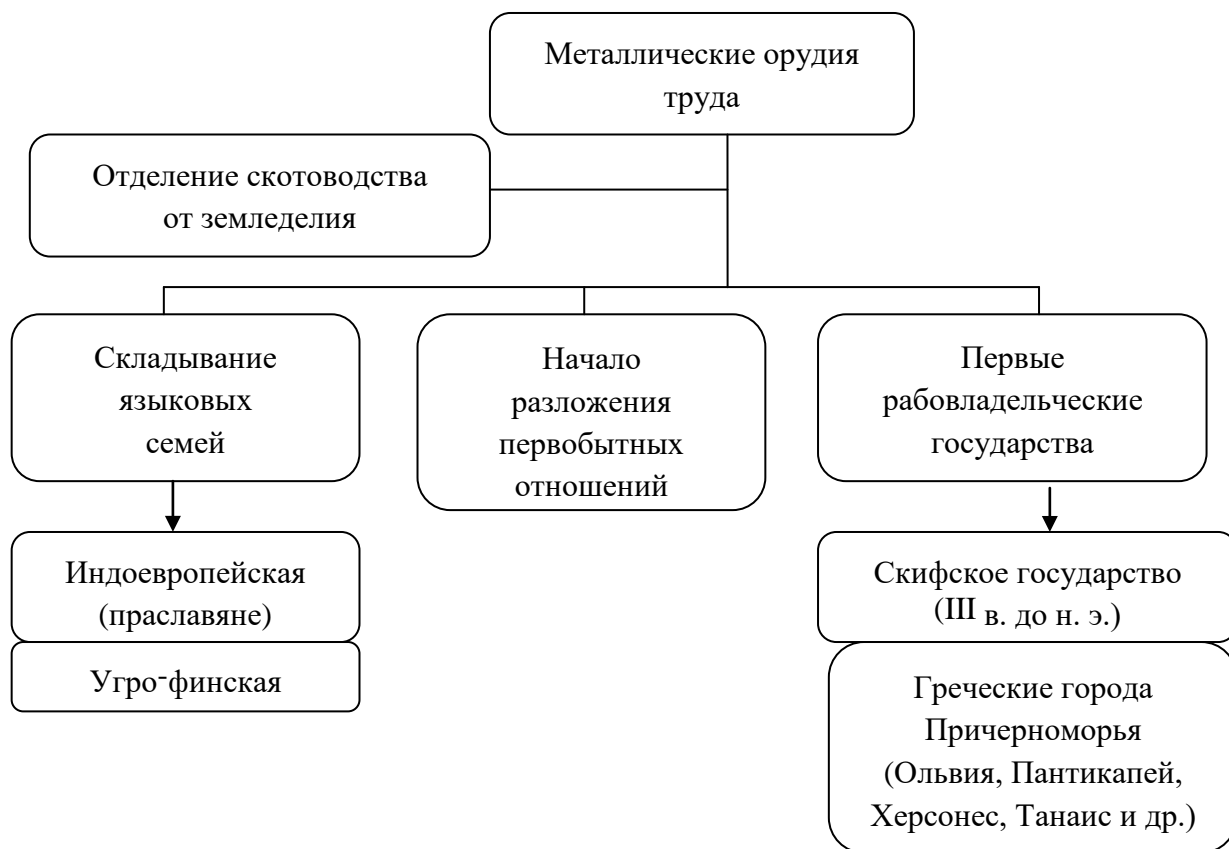 Металлические орудия
труда
Отделение скотоводства
от земледелия
Складывание
языковых
семей
Начало
разложения
первобытных
отношений
Первые
рабовладельческие
государства
Индоевропейская
(праславяне)
Угро-финская
Скифское государство
(III в. до н. э.)
Греческие города
Причерноморья
(Ольвия, Пантикапей,
Херсонес, Танаис и др.)